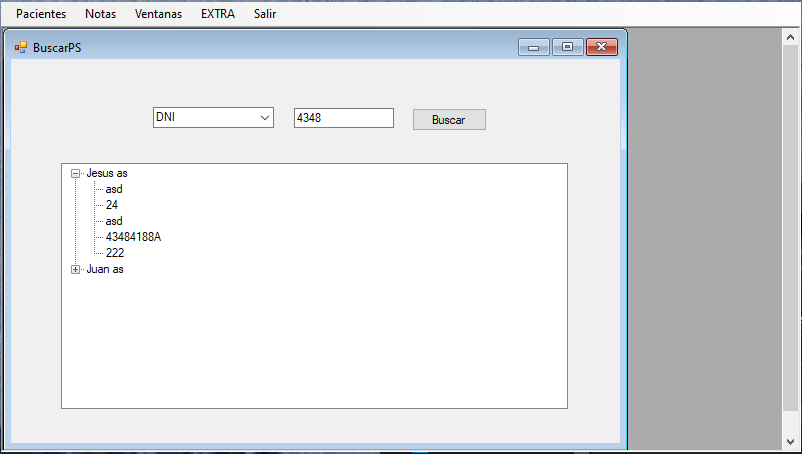 Pacientes Notas Ventanas EXTRA Salir
BuscarPS
DNI 4348 Buscar
Jesus as
asd
24
asd
43484188A
222
Juan as